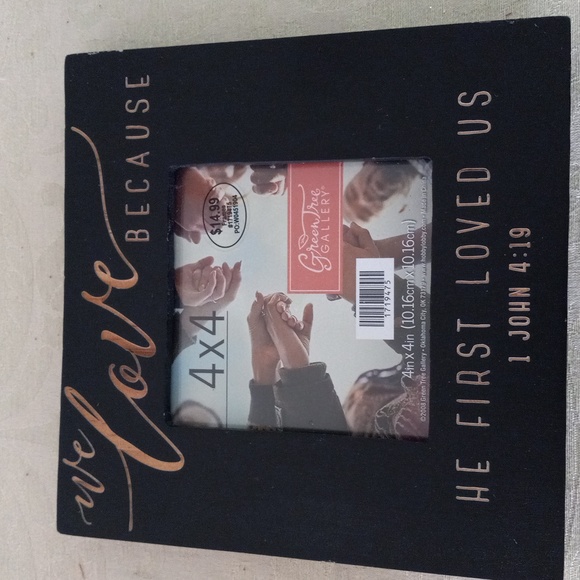 we love BECAUSE
$14.99
4x4
Green Tree
GALLERY
1719475
4in x 4in (10.16cm x 10.16cm)
HE FIRST LOVED US
1 JOHN 4:19